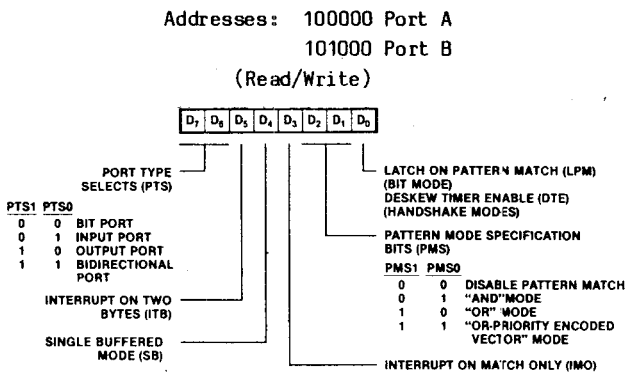 Addresses: 100000 Port A
101000 Port B
(Read/Write)
D7 D6 D5 D4 D3 D2 D1 D0
PORT TYPE
SELECTS (PTS)
PTS1 PTS0
0 0 BIT PORT
0 1 INPUT PORT
1 0 OUTPUT PORT
1 1 BIDIRECTIONAL
PORT
INTERRUPT ON TWO
BYTES (ITB)
SINGLE BUFFERED
MODE (SB)
LATCH ON PATTERN MATCH (LPM)
(BIT MODE)
DESKEW TIMER ENABLE (DTE)
(HANDSHAKE MODES)
PATTERN MODE SPECIFICATION
BITS (PMS)
PMS1 PMS0
0 0 DISABLE PATTERN MATCH
0 1 "AND"MODE
1 0 "OR" MODE
1 1 "OR-PRIORITY ENCODED
VECTOR" MODE
INTERRUPT ON MATCH ONLY (IMO)